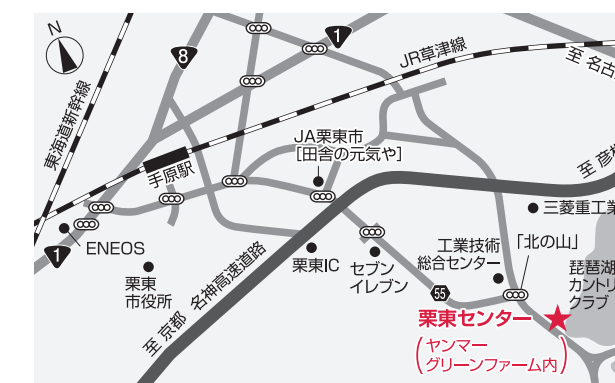 N
8
1
JR草津線
至 名古
東海道新幹線
手原駅
JA栗東市
[田舎の元気や]
至 彦根
三菱重工業
1
ENEOS
栗東
市役所
至 京都 名神高速道路
栗東IC
セブン
イレブン
工業技術
総合センター
「北の山」
55
琵琶湖
カントリ
クラブ
栗東センター
(ヤンマー
グリーンファーム内)